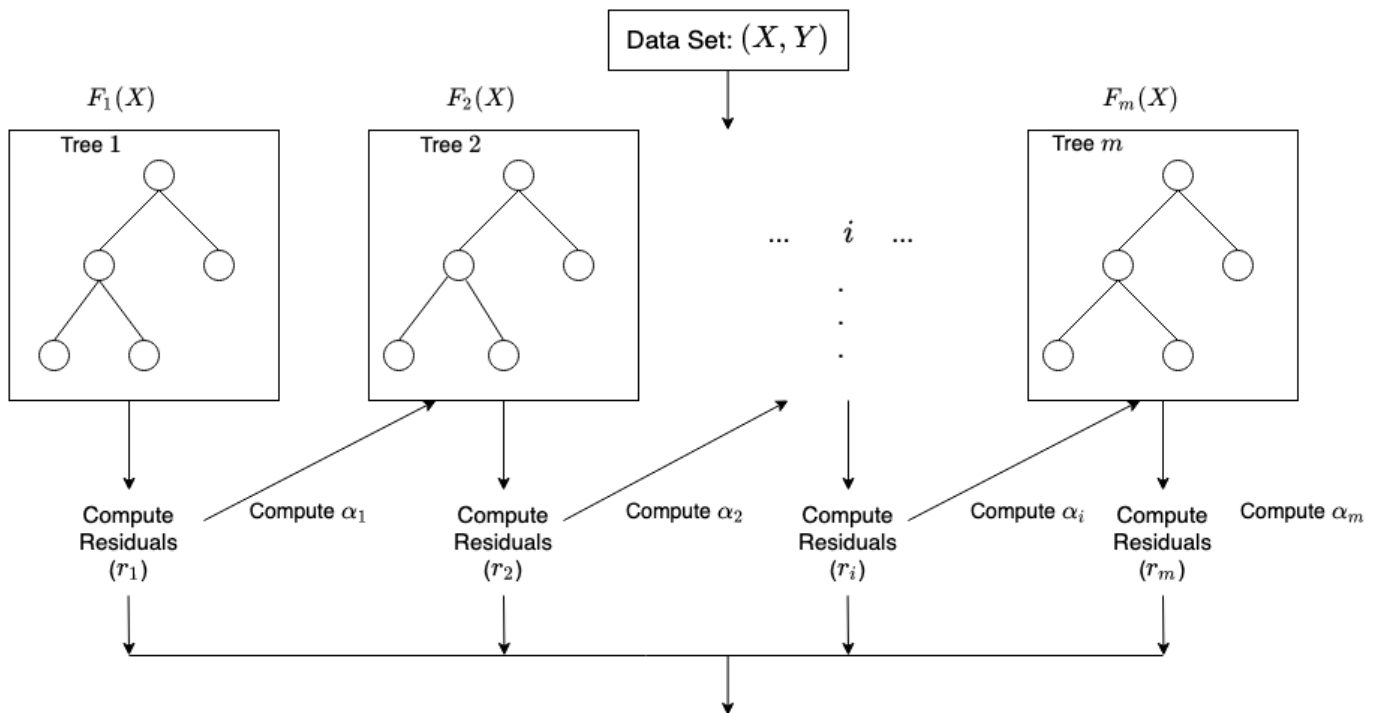 Data Set: (X, Y)
F₁(X)
F₂(X)
Fₘ(X)
Tree 1
Tree 2
Tree m
... i ...
.
.
.
Compute α₁
Compute α₂
Compute αᵢ
Compute αₘ
Compute
Residuals
(r₁)
Compute
Residuals
(r₂)
Compute
Residuals
(rᵢ)
Compute
Residuals
(rₘ)